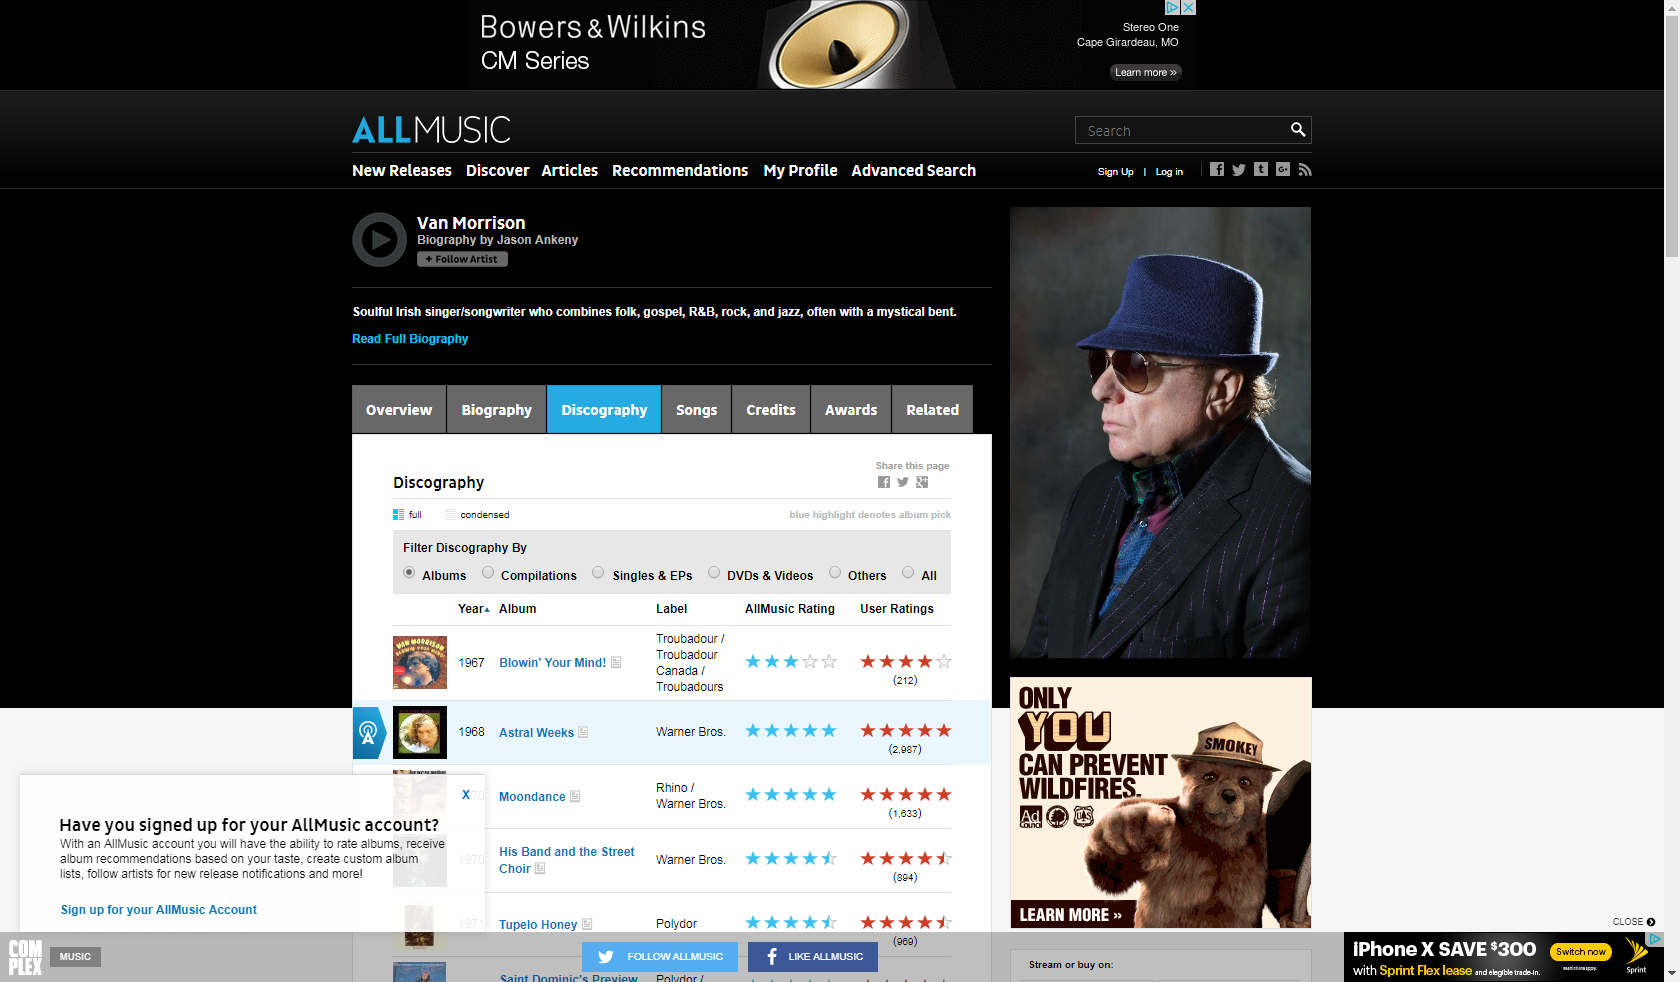 Bowers & Wilkins
CM Series
Stereo One
Cape Girardeau, MO
Learn more »
ALLMUSIC
Search
New Releases
Discover
Articles
Recommendations
My Profile
Advanced Search
Sign Up | Log in
Van Morrison
Biography by Jason Ankeny
+ Follow Artist
Soulful Irish singer/songwriter who combines folk, gospel, R&B, rock, and jazz, often with a mystical bent.
Read Full Biography
Overview
Biography
Discography
Songs
Credits
Awards
Related
Share this page
Discography
full
condensed
blue highlight denotes album pick
Filter Discography By
Albums
Compilations
Singles & EPs
DVDs & Videos
Others
All
Year
Album
Label
AllMusic Rating
User Ratings
VAN MORRISON
BLOWIN' YOUR MIND!
1967
Blowin' Your Mind!
Troubadour /
Troubadour
Canada /
Troubadours
(212)
1968
Astral Weeks
Warner Bros.
(2,987)
1970
Moondance
Rhino /
Warner Bros.
(1,633)
1970
His Band and the Street
Choir
Warner Bros.
(894)
1971
Tupelo Honey
Polydor
(969)
Saint Dominic's Preview
Polydor /
X
Have you signed up for your AllMusic account?
With an AllMusic account you will have the ability to rate albums, receive
album recommendations based on your taste, create custom album
lists, follow artists for new release notifications and more!
Sign up for your AllMusic Account
ONLY
YOU
CAN PREVENT
WILDFIRES.
Ad
Council
SMOKEY
LEARN MORE »
Stream or buy on:
CLOSE
COMPLEX
MUSIC
FOLLOW ALLMUSIC
LIKE ALLMUSIC
iPhone X SAVE $300
with Sprint Flex lease and eligible trade-in.
Switch now
Restrictions apply.
Sprint